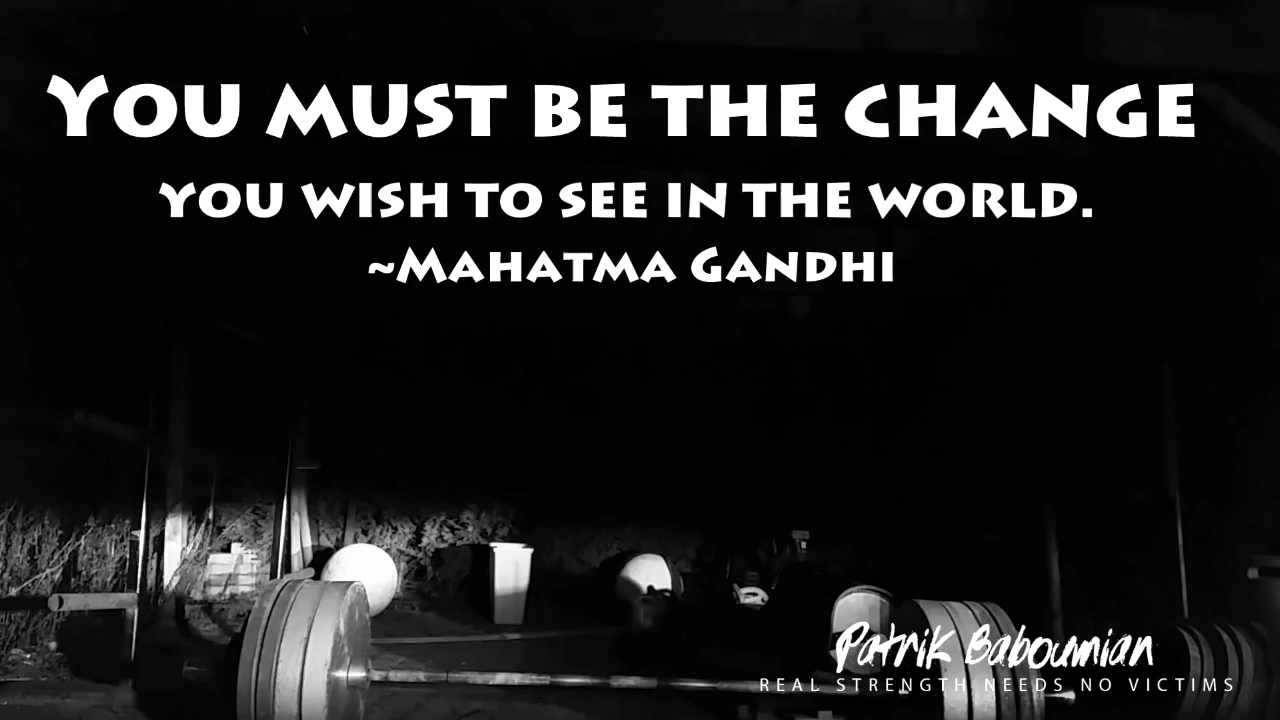 You must be the change
you wish to see in the world.
~Mahatma Gandhi
Patrik Baboumian
REAL STRENGTH NEEDS NO VICTIMS